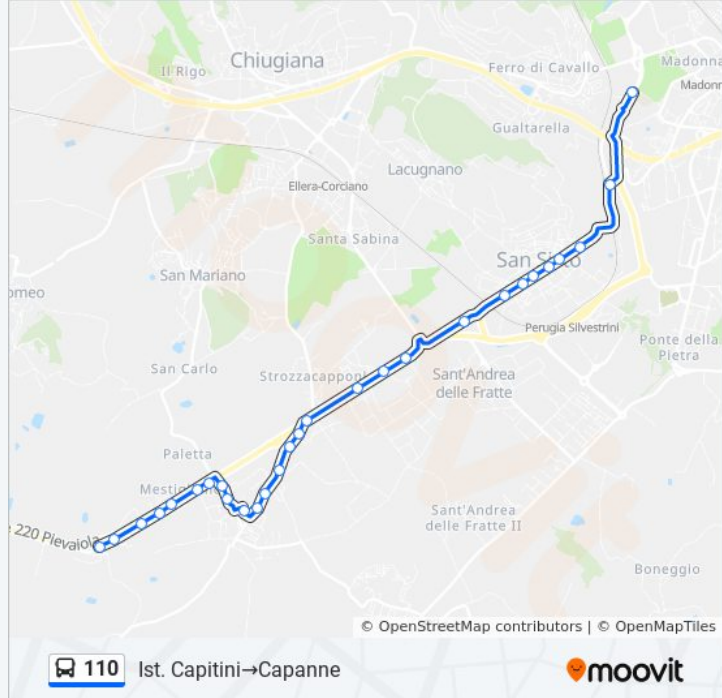 Chiugiana
Il Rigo
Ferro di Cavallo
Madonna
Madonn
Gualtarella
Lacugnano
Ellera-Corciano
Santa Sabina
San Sisto
San Mariano
omeo
Perugia Silvestrini
Ponte della
Pietra
San Carlo
Strozzacappon
Sant'Andrea
delle Fratte
Paletta
Mestigl
Sant'Andrea
delle Fratte II
e 220 Pievaiola
Boneggio
© OpenStreetMap contributors | © OpenMapTiles
110 Ist. Capitini→Capanne
moovit